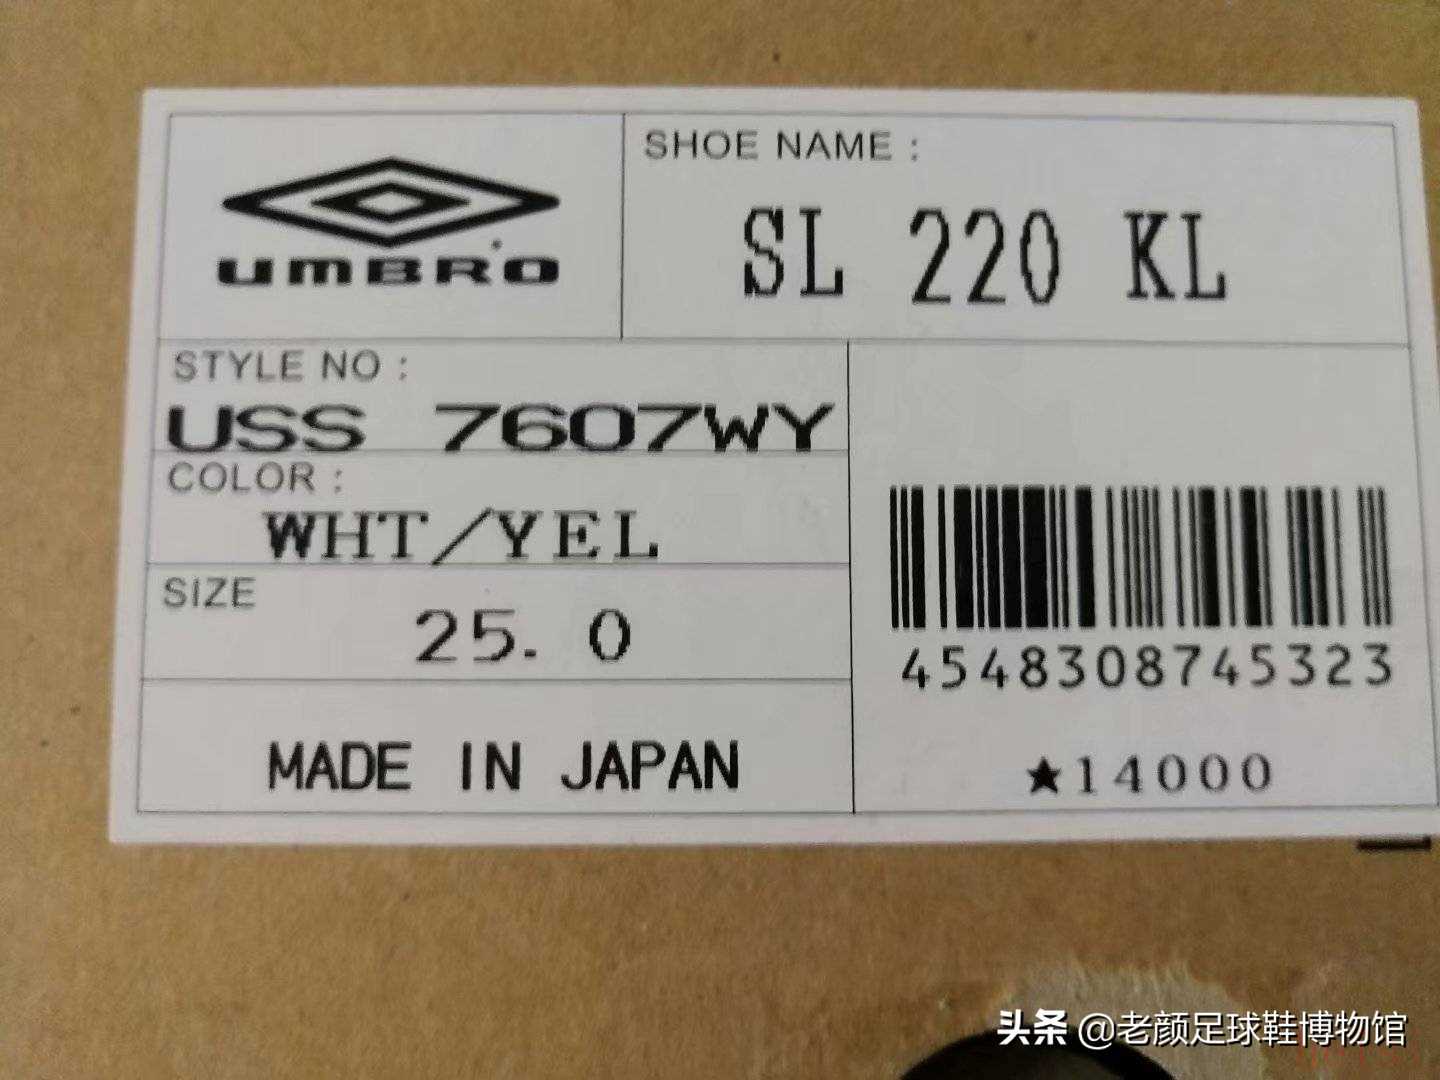 umbro
SHOE NAME :
SL 220 KL
STYLE NO :
USS 7607WY
COLOR :
WHT/YEL
SIZE
25.0
MADE IN JAPAN
4548308745323
★14000
头条 @老颜足球鞋博物馆